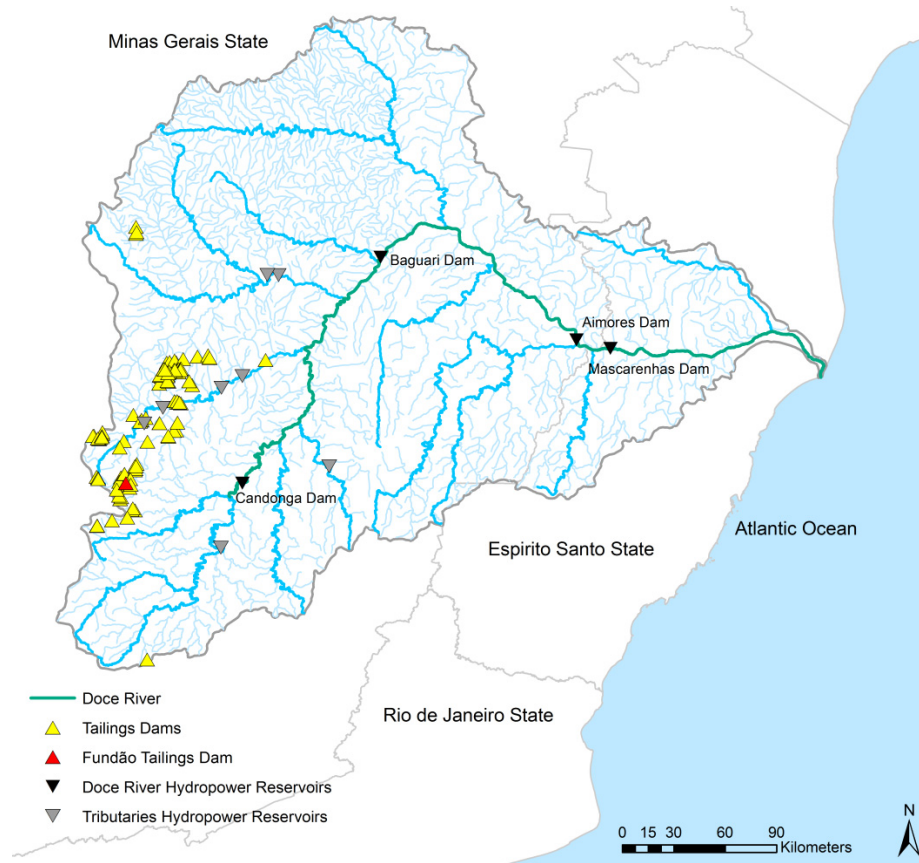 Minas Gerais State
Baguari Dam
Aimores Dam
Mascarenhas Dam
Candonga Dam
Atlantic Ocean
Espirito Santo State
Rio de Janeiro State
Doce River
Tailings Dams
Fundão Tailings Dam
Doce River Hydropower Reservoirs
Tributaries Hydropower Reservoirs
N
0 15 30 60 90
Kilometers